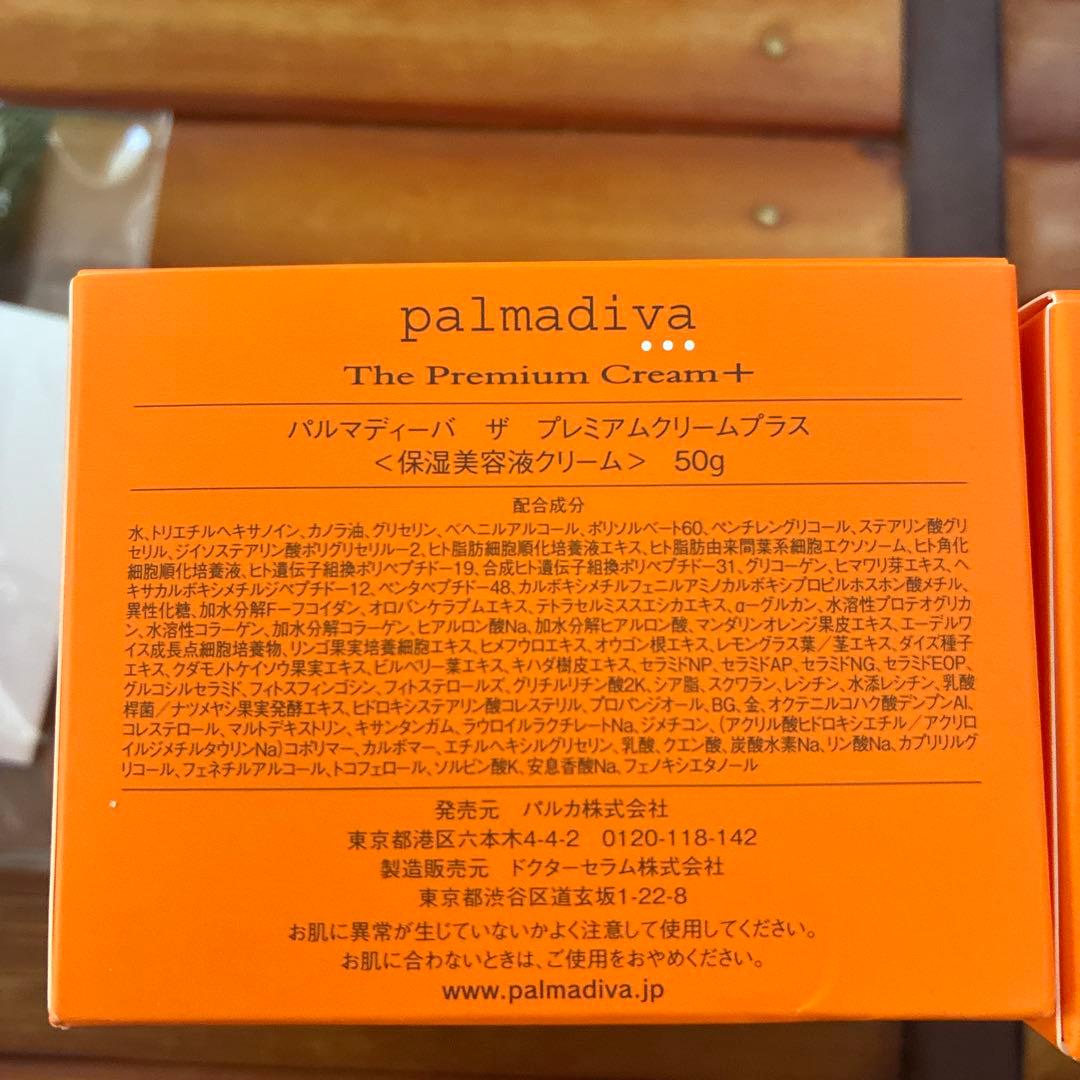 palmadiva
The Premium Cream+
パルマディーバ ザ プレミアムクリームプラス
＜保湿美容液クリーム＞ 50g
配合成分
水、トリエチルヘキサノイン、カノラ油、グリセリン、ベヘニルアルコール、ポリソルベート60、ペンチレングリコール、ステアリン酸グリ
セリル、ジイソステアリン酸ポリグリセリル-2、ヒト脂肪細胞順化培養液エキス、ヒト脂肪由来間葉系細胞エクソソーム、ヒト角化
細胞順化培養液、ヒト遺伝子組換ポリペプチド-19、合成ヒト遺伝子組換ポリペプチド-31、グリコーゲン、ヒマワリ芽エキス、ヘ
キサカルボキシメチルジペプチド-12、ペンタペプチド-48、カルボキシメチルフェニルアミノカルボキシプロピルホスホン酸メチル、
異性化糖、加水分解F-フコイダン、オロバンケラプムエキス、テトラセルミススエシカエキス、α-グルカン、水溶性プロテオグリカ
ン、水溶性コラーゲン、加水分解コラーゲン、ヒアルロン酸Na、加水分解ヒアルロン酸、マンダリンオレンジ果皮エキス、エーデルワ
イス成長点細胞培養物、リンゴ果実培養細胞エキス、ヒメフウロエキス、オウゴン根エキス、レモングラス葉／茎エキス、ダイズ種子
エキス、クダモノトケイソウ果実エキス、ビルベリー葉エキス、キハダ樹皮エキス、セラミドNP、セラミドAP、セラミドNG、セラミドEOP、
グルコシルセラミド、フィトスフィンゴシン、フィトステロールズ、グリチルリチン酸2K、シア脂、スクワラン、レシチン、水添レシチン、乳酸
桿菌／ナツメヤシ果実発酵エキス、ヒドロキシステアリン酸コレステリル、プロパンジオール、BG、金、オクテニルコハク酸デンプンAl、
コレステロール、マルトデキストリン、キサンタンガム、ラウロイルラクチレートNa、ジメチコン、（アクリル酸ヒドロキシエチル／アクリロ
イルジメチルタウリンNa）コポリマー、カルボマー、エチルヘキシルグリセリン、乳酸、クエン酸、炭酸水素Na、リン酸Na、カプリリルグ
リコール、フェネチルアルコール、トコフェロール、ソルビン酸K、安息香酸Na、フェノキシエタノール
発売元 パルカ株式会社
東京都港区六本木4-4-2 0120-118-142
製造販売元 ドクターセラム株式会社
東京都渋谷区道玄坂1-22-8
お肌に異常が生じていないかよく注意して使用してください。
お肌に合わないときは、ご使用をおやめください。
www.palmadiva.jp